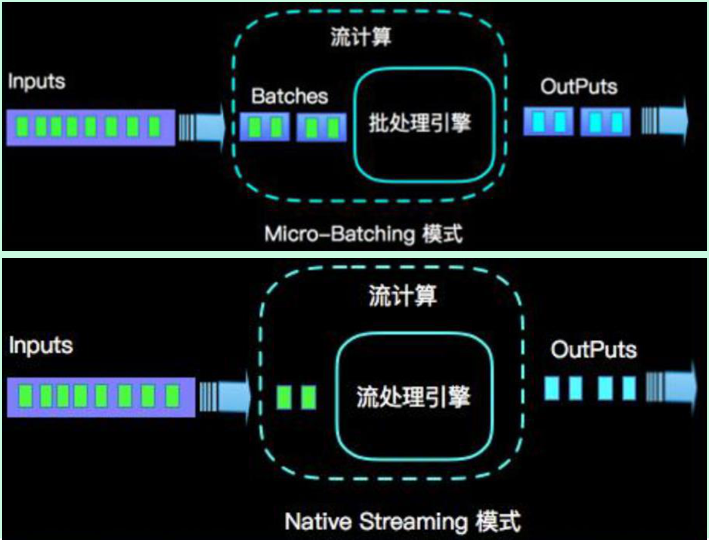 流计算
Inputs
Batches
OutPuts
批处理引擎
Micro-Batching 模式
流计算
Inputs
OutPuts
流处理引擎
Native Streaming 模式